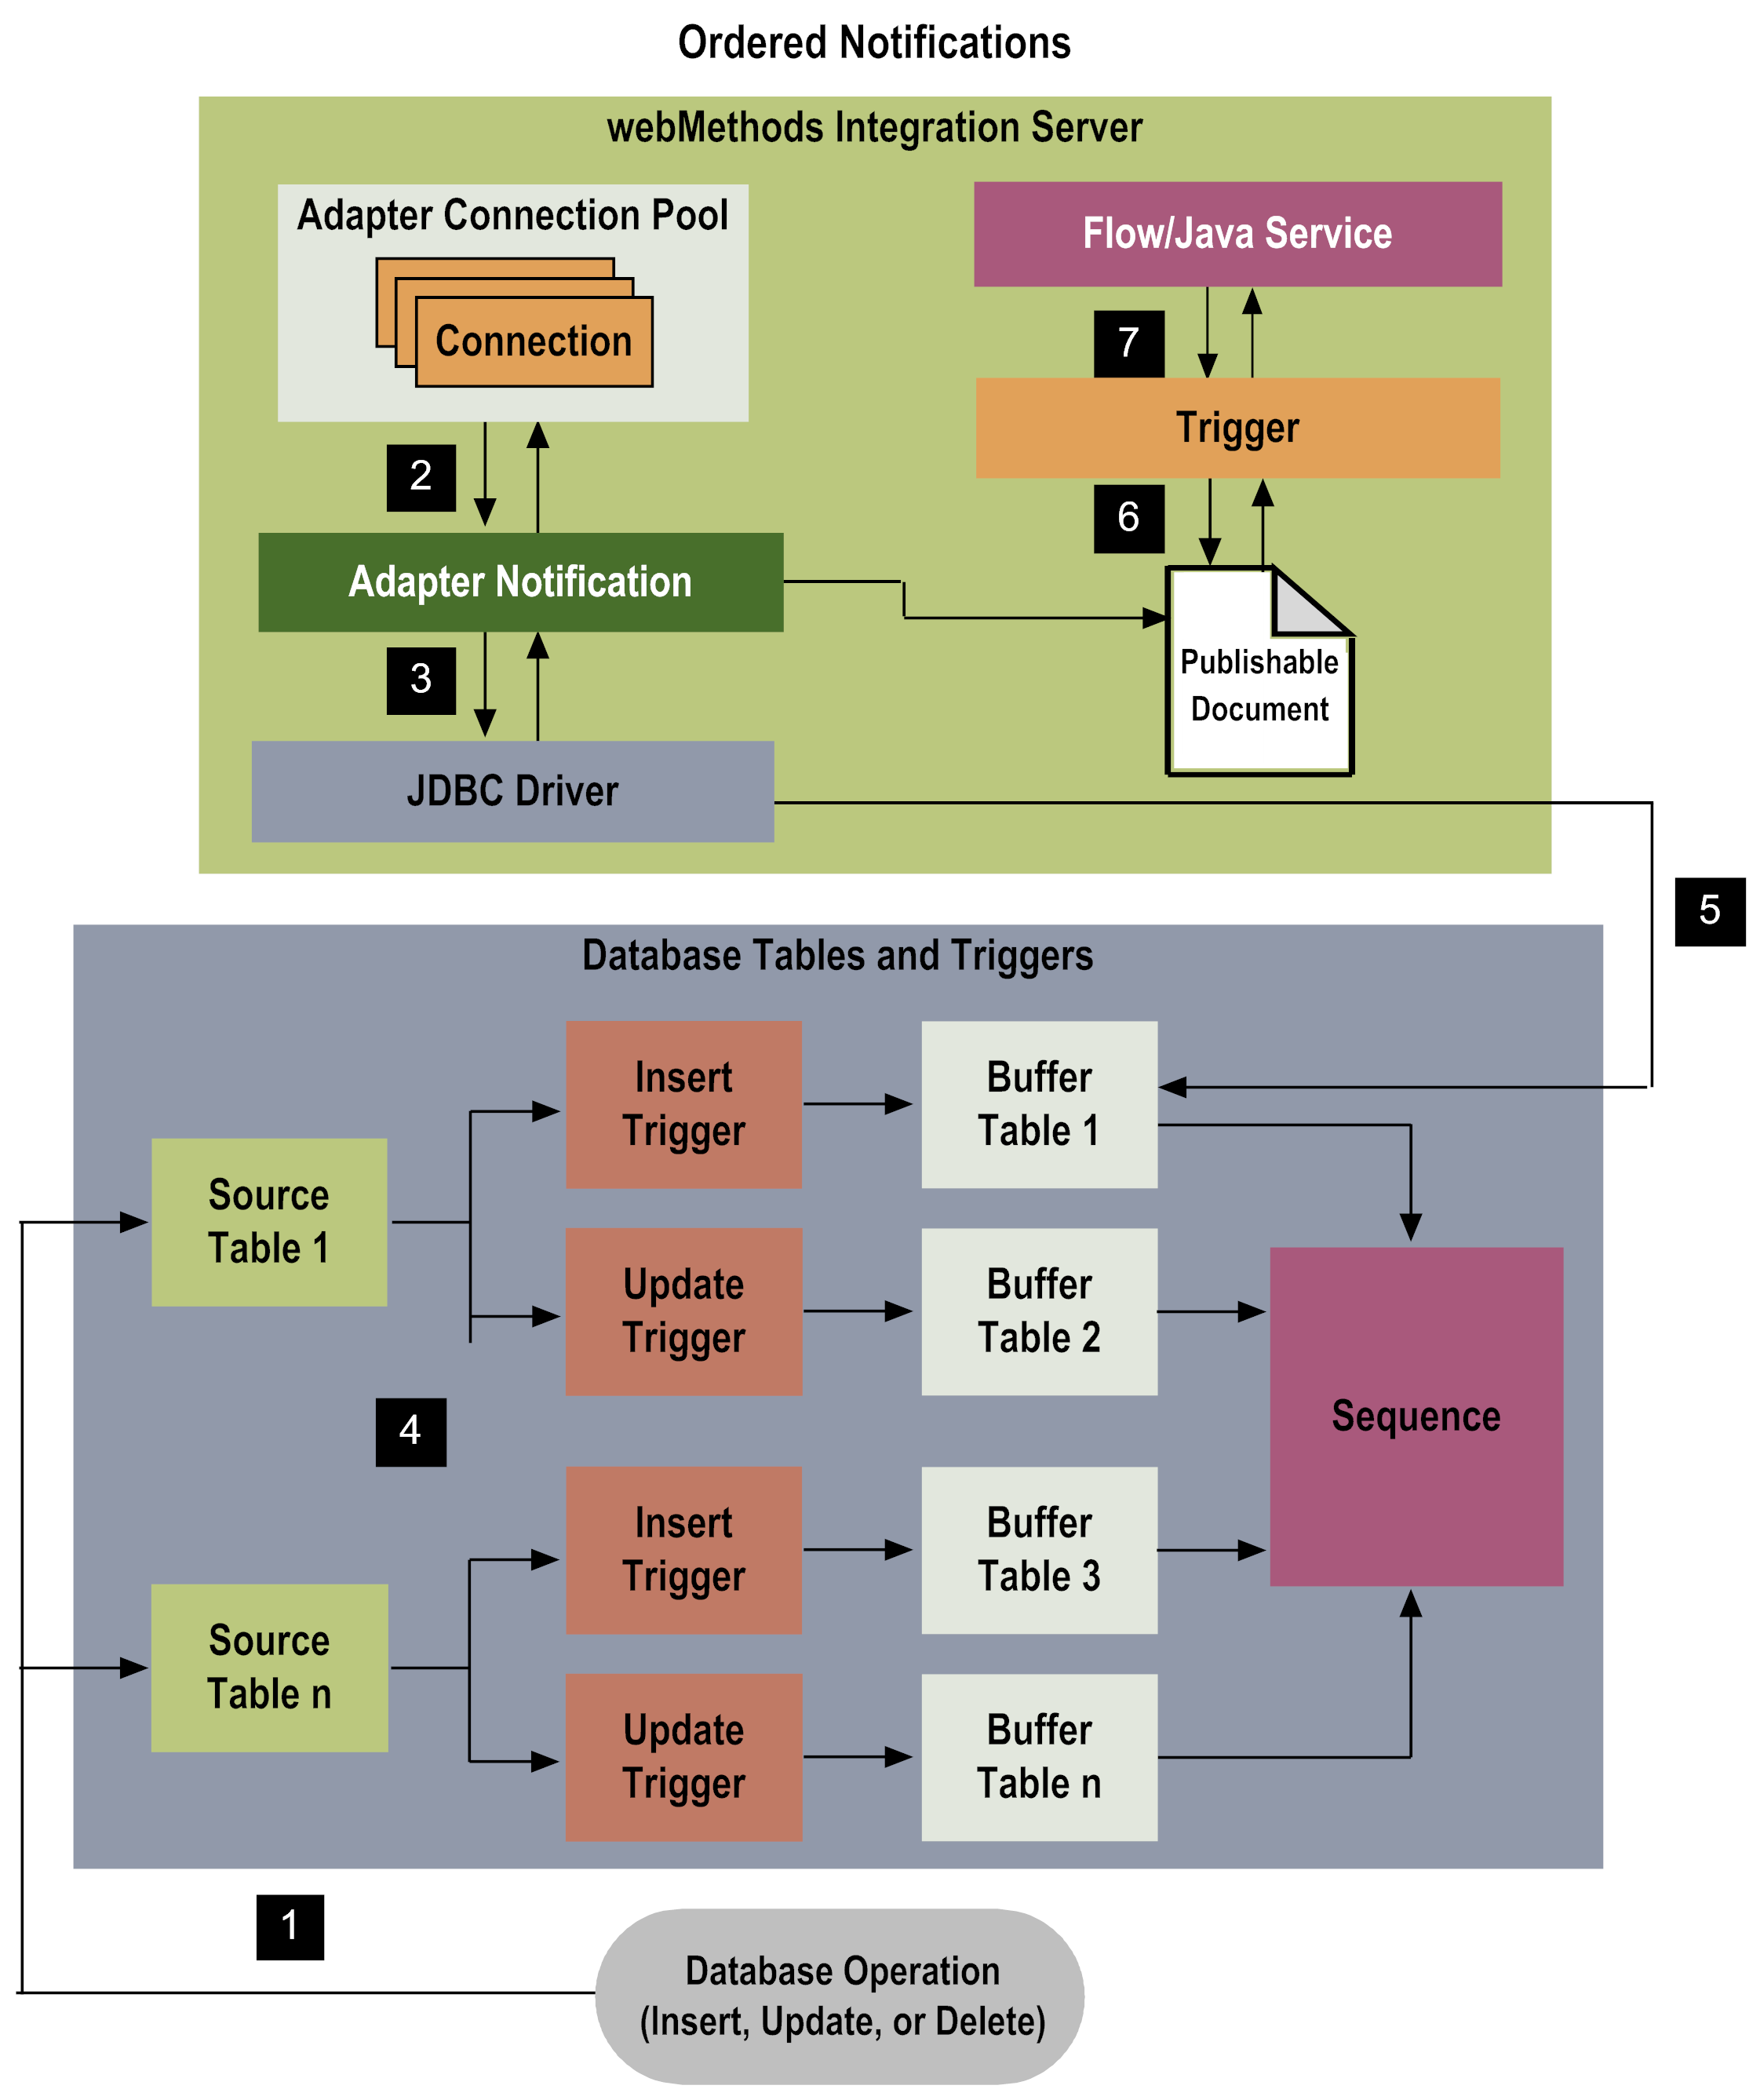 Ordered Notifications
webMethods Integration Server
Adapter Connection Pool
Connection
2
Adapter Notification
3
JDBC Driver
Flow/Java Service
7
Trigger
6
Publishable
Document
5
Database Tables and Triggers
Source
Table 1
Insert
Trigger
Buffer
Table 1
Update
Trigger
Buffer
Table 2
Sequence
4
Source
Table n
Insert
Trigger
Buffer
Table 3
Update
Trigger
Buffer
Table n
1
Database Operation
(Insert, Update, or Delete)